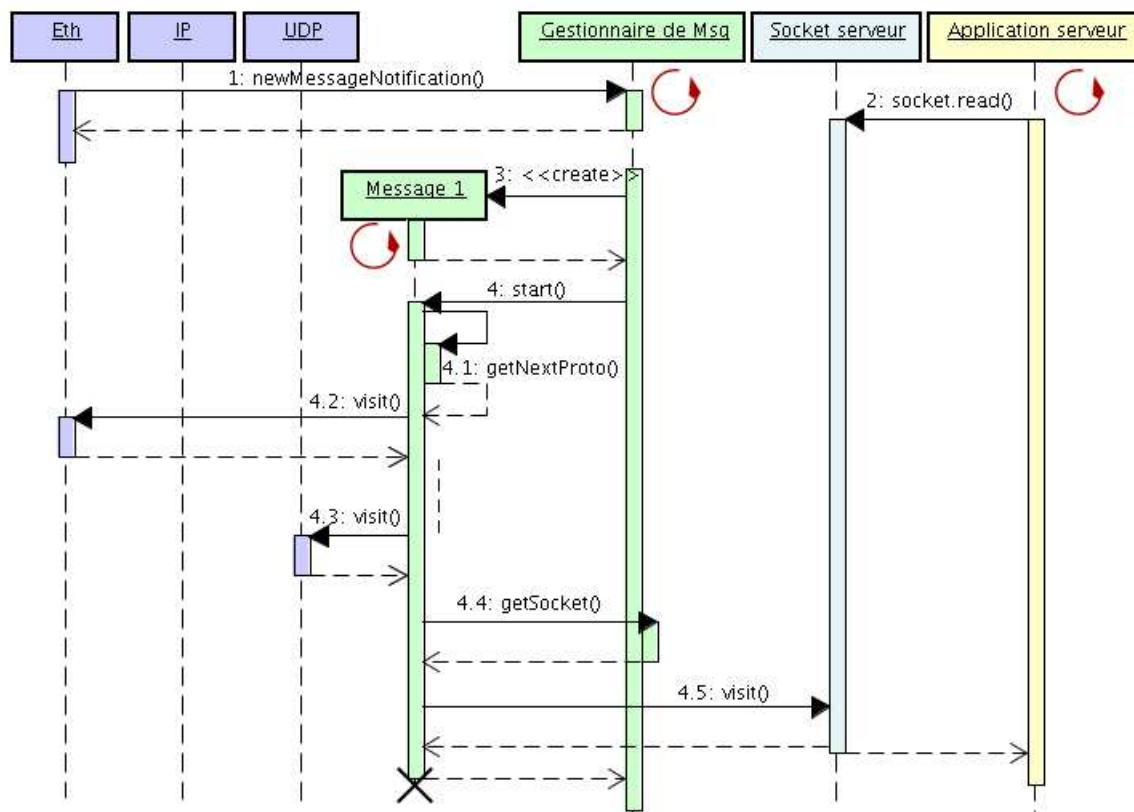 Eth
IP
UDP
Gestionnaire de Msg
Socket serveur
Application serveur
1: newMessageNotification()
2: socket.read()
3: <<create>>
Message 1
4: start()
4.1: getNextProto()
4.2: visit()
4.3: visit()
4.4: getSocket()
4.5: visit()